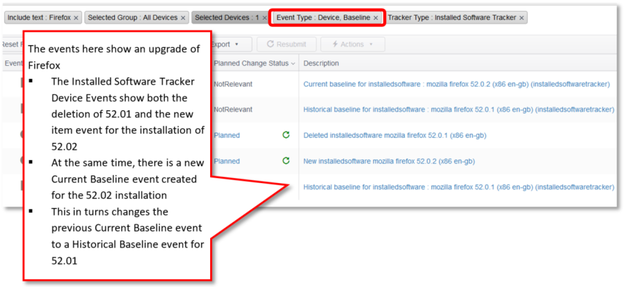 Include text : Firefox × Selected Group : All Devices × Selected Devices : 1 × Event Type : Device, Baseline × Tracker Type : Installed Software Tracker ×
Reset xport Resubmit Actions
Event Planned Change Status Description
The events here show an upgrade of
Firefox
▪ The Installed Software Tracker
Device Events show both the
deletion of 52.01 and the new
item event for the installation of
52.02
▪ At the same time, there is a new
Current Baseline event created
for the 52.02 installation
▪ This in turns changes the
previous Current Baseline event
to a Historical Baseline event for
52.01
NotRelevant Current baseline for installedsoftware : mozilla firefox 52.0.2 (x86 en-gb) (installedsoftwaretracker)
NotRelevant Historical baseline for installedsoftware : mozilla firefox 52.0.1 (x86 en-gb) (installedsoftwaretracker)
Planned Deleted installedsoftware mozilla firefox 52.0.1 (x86 en-gb)
Planned New installedsoftware mozilla firefox 52.0.2 (x86 en-gb)
Historical baseline for installedsoftware : mozilla firefox 52.0.1 (x86 en-gb) (installedsoftwaretracker)